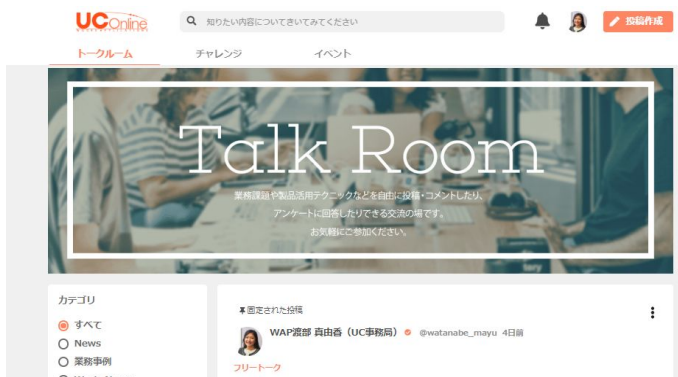 UCOnline
知りたい内容についてきいてみてください
投稿作成
トークルーム
チャレンジ
イベント
Talk Room
業務課題や製品活用テクニックなどを自由に投稿・コメントしたり、
アンケートに回答したりできる交流の場です。
お気軽にご参加ください。
カテゴリ
すべて
News
業務事例
固定された投稿
WAP渡部 真由香（UC事務局） @watanabe_mayu 4日前
フリートーク